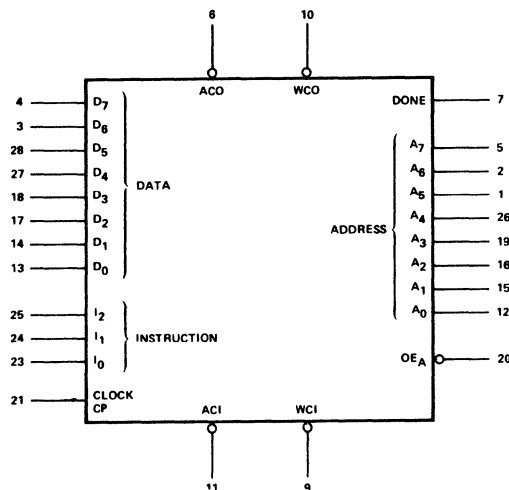 6 10
ACO WCO
4 D7 DONE 7
3 D6
28 D5 A7 5
27 D4 DATA A6 2
18 D3 A5 1
17 D2 ADDRESS A4 26
14 D1 A3 19
13 D0 A2 16
A1 15
25 I2 A0 12
24 I1 INSTRUCTION
23 I0 OEA 20
21 CLOCK
CP ACI WCI
11 9